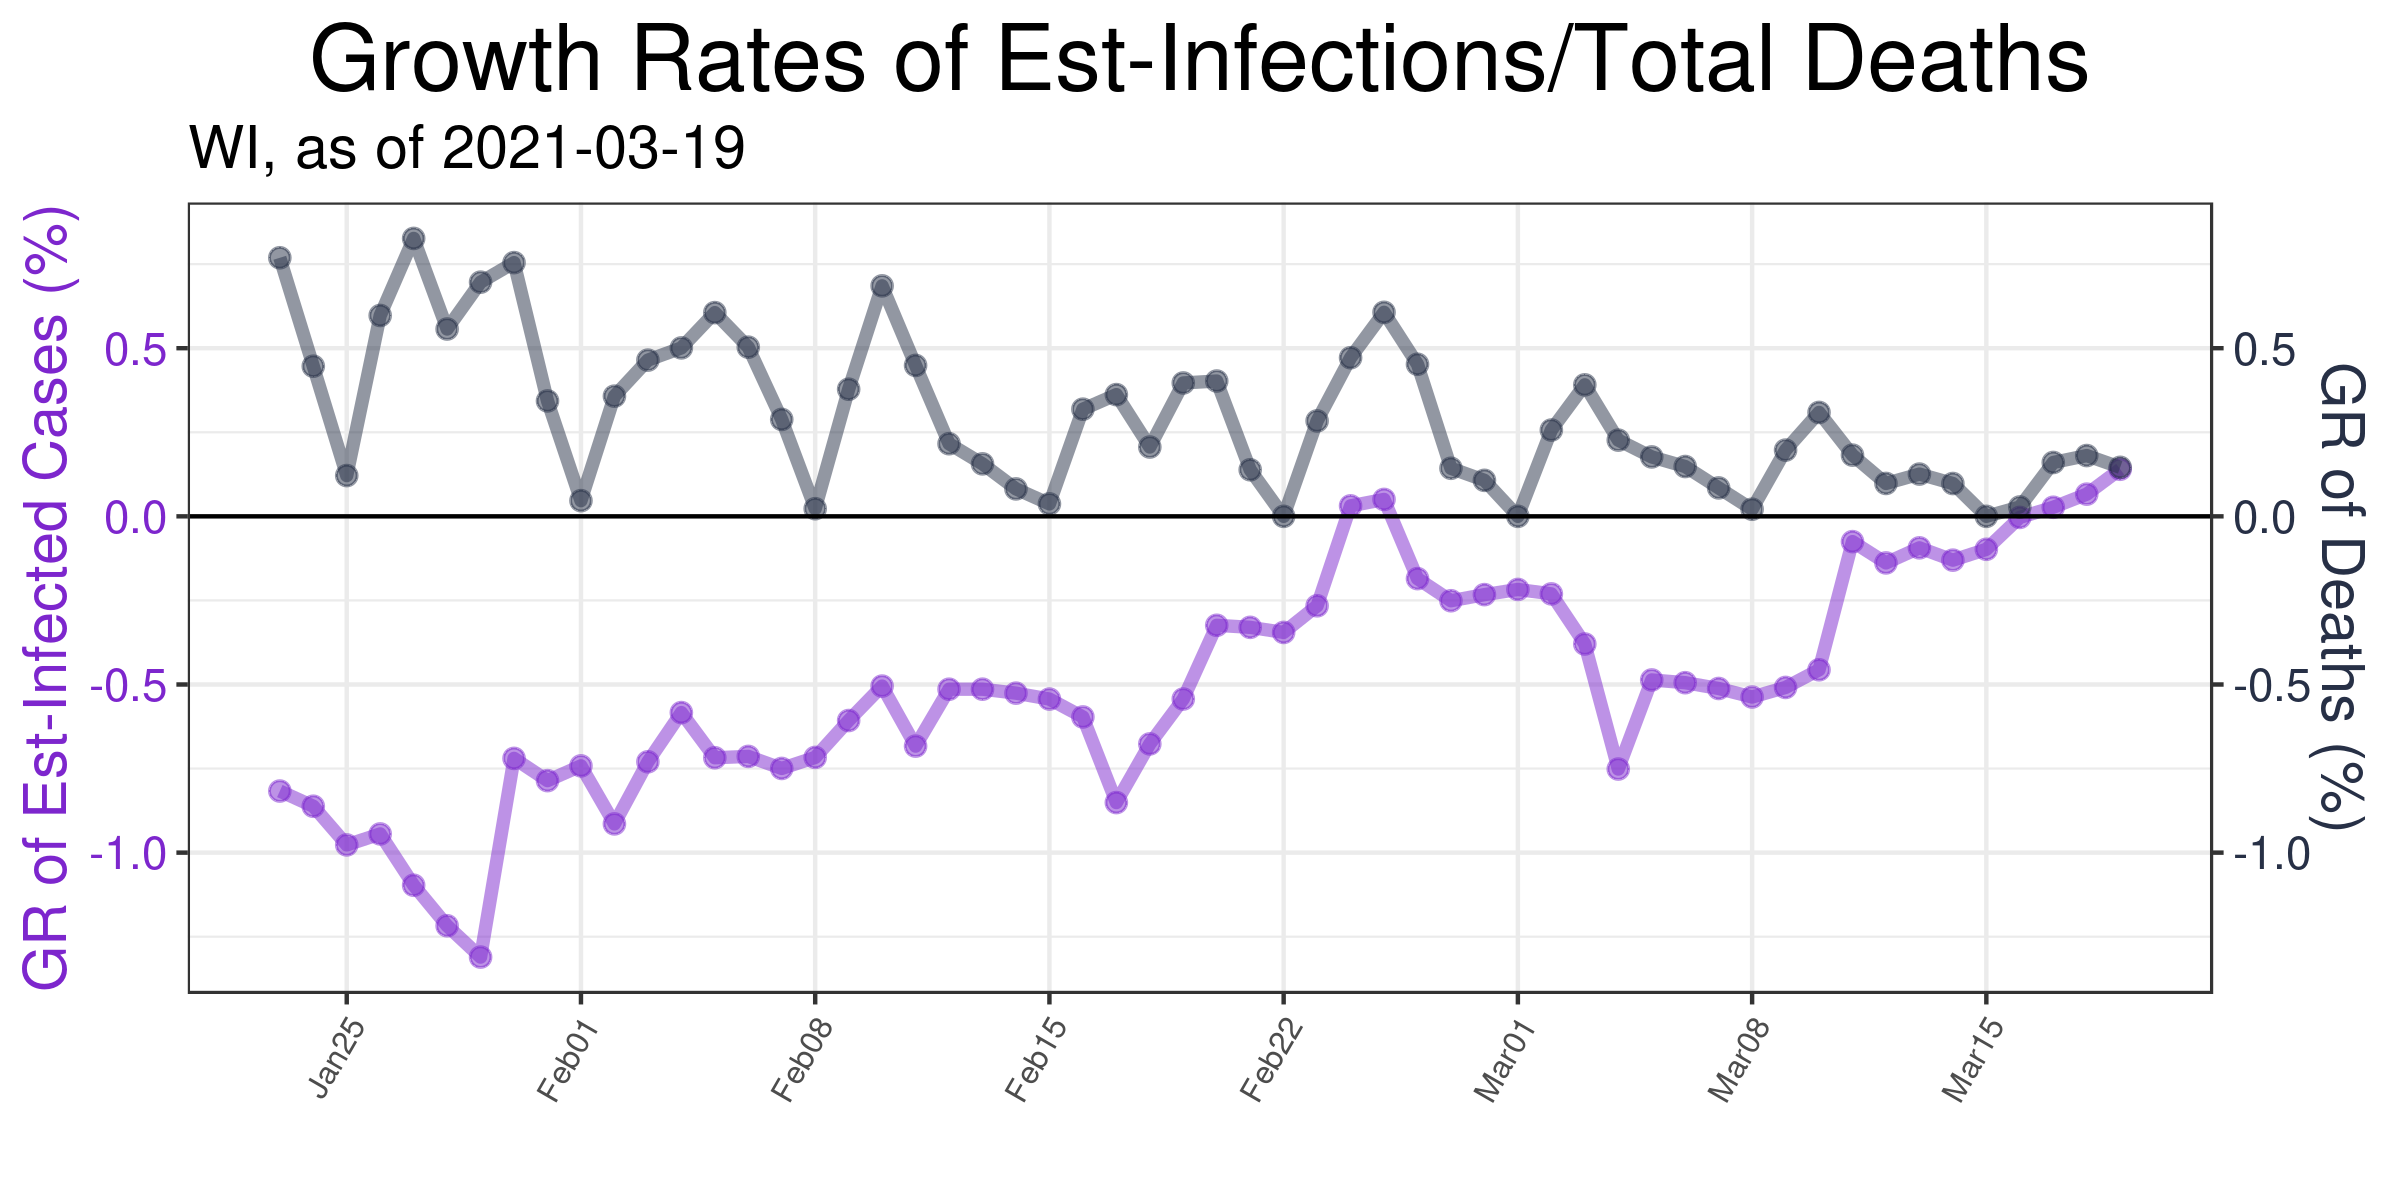 Growth Rates of Est-Infections/Total Deaths
WI, as of 2021-03-19
GR of Est-Infected Cases (%)
0.5
0.0
-0.5
-1.0
0.5
0.0
-0.5
-1.0
GR of Deaths (%)
Jan25
Feb01
Feb08
Feb15
Feb22
Mar01
Mar08
Mar15